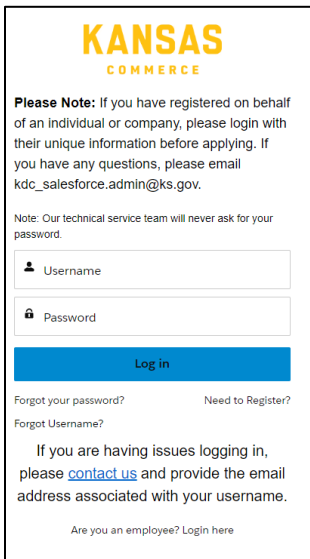 KANSAS
COMMERCE
Please Note: If you have registered on behalf
of an individual or company, please login with
their unique information before applying. If
you have any questions, please email
kdc_salesforce.admin@ks.gov.
Note: Our technical service team will never ask for your
password.
Username
Password
Log in
Forgot your password? Need to Register?
Forgot Username?
If you are having issues logging in,
please contact us and provide the email
address associated with your username.
Are you an employee? Login here